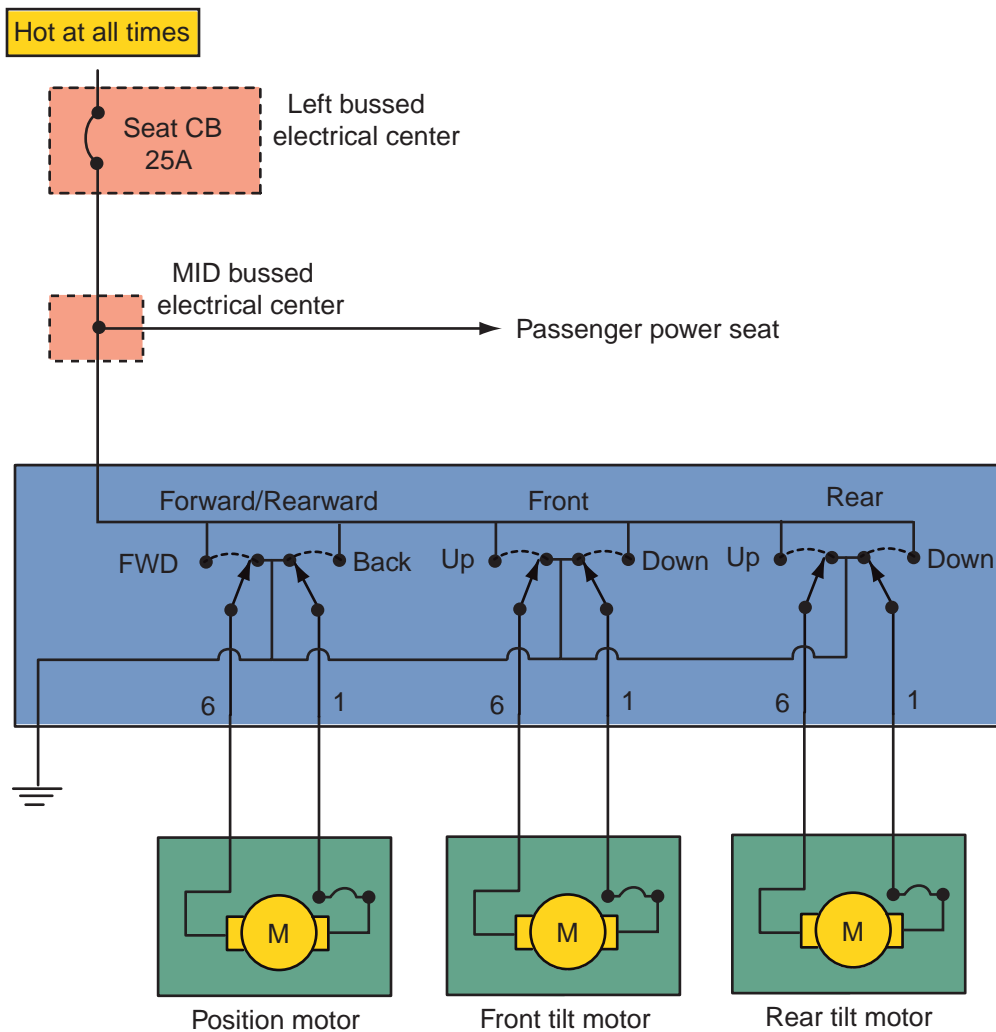 Hot at all times
Left bussed
electrical center
Seat CB
25A
MID bussed
electrical center
Passenger power seat
Forward/Rearward
Front
Rear
FWD
Back
Up
Down
Up
Down
6
1
6
1
6
1
M
M
M
Position motor
Front tilt motor
Rear tilt motor